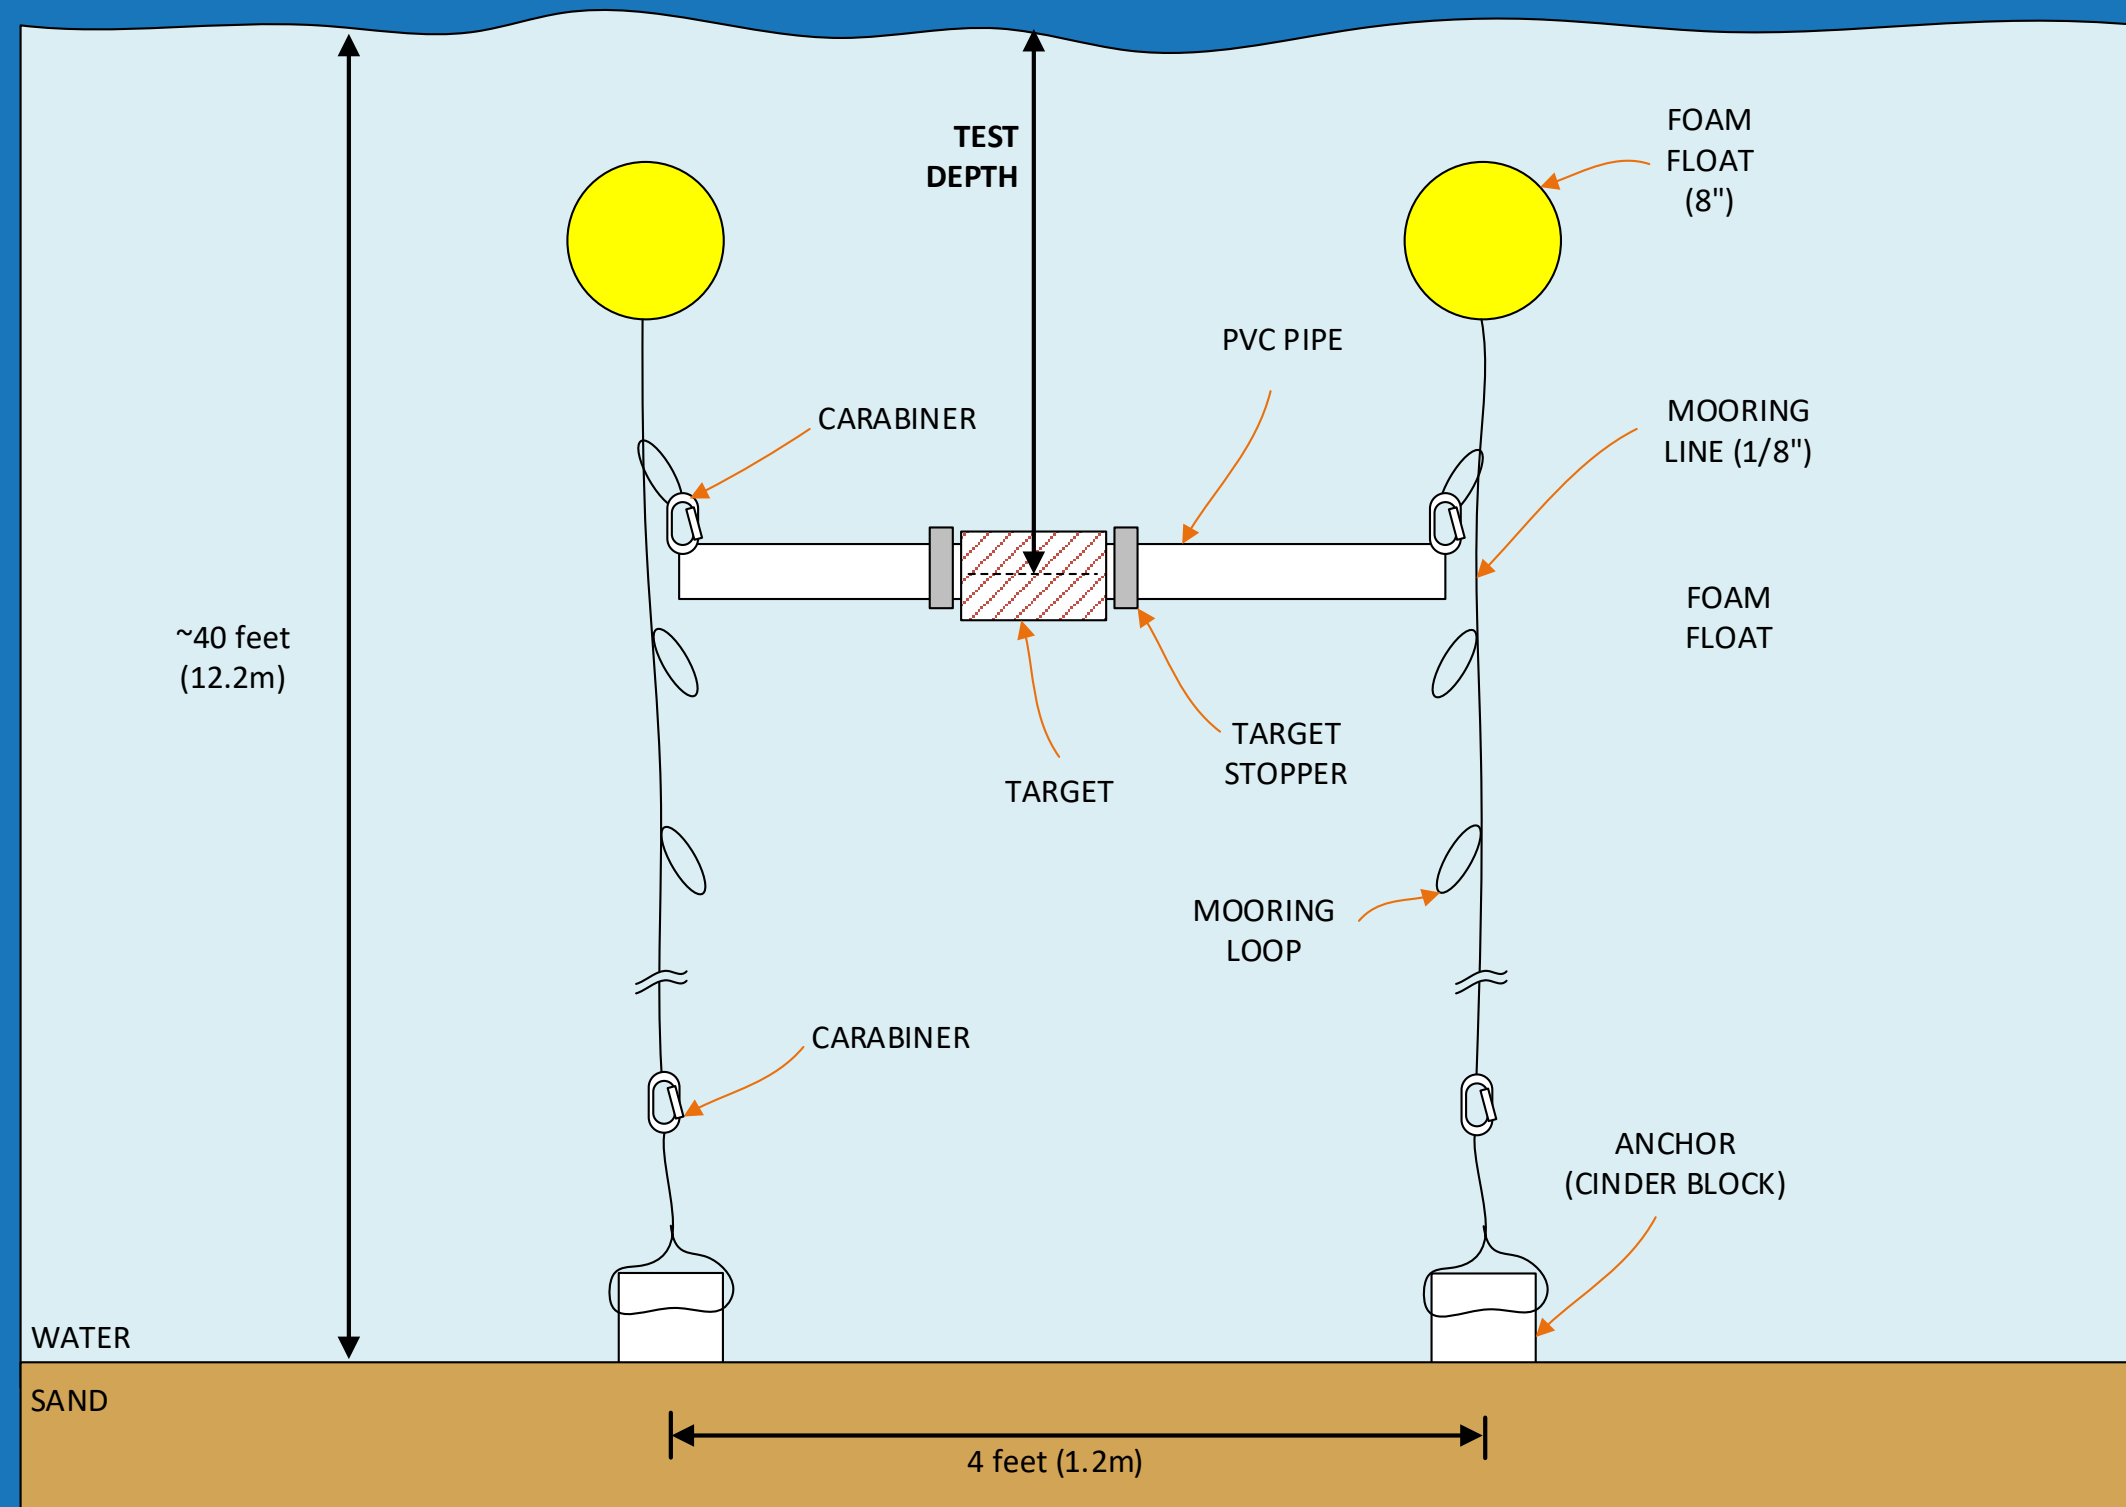 TEST
DEPTH
FOAM
FLOAT
(8")
PVC PIPE
CARABINER
MOORING
LINE (1/8")
~40 feet
(12.2m)
FOAM
FLOAT
TARGET
STOPPER
TARGET
MOORING
LOOP
CARABINER
ANCHOR
(CINDER BLOCK)
WATER
SAND
4 feet (1.2m)